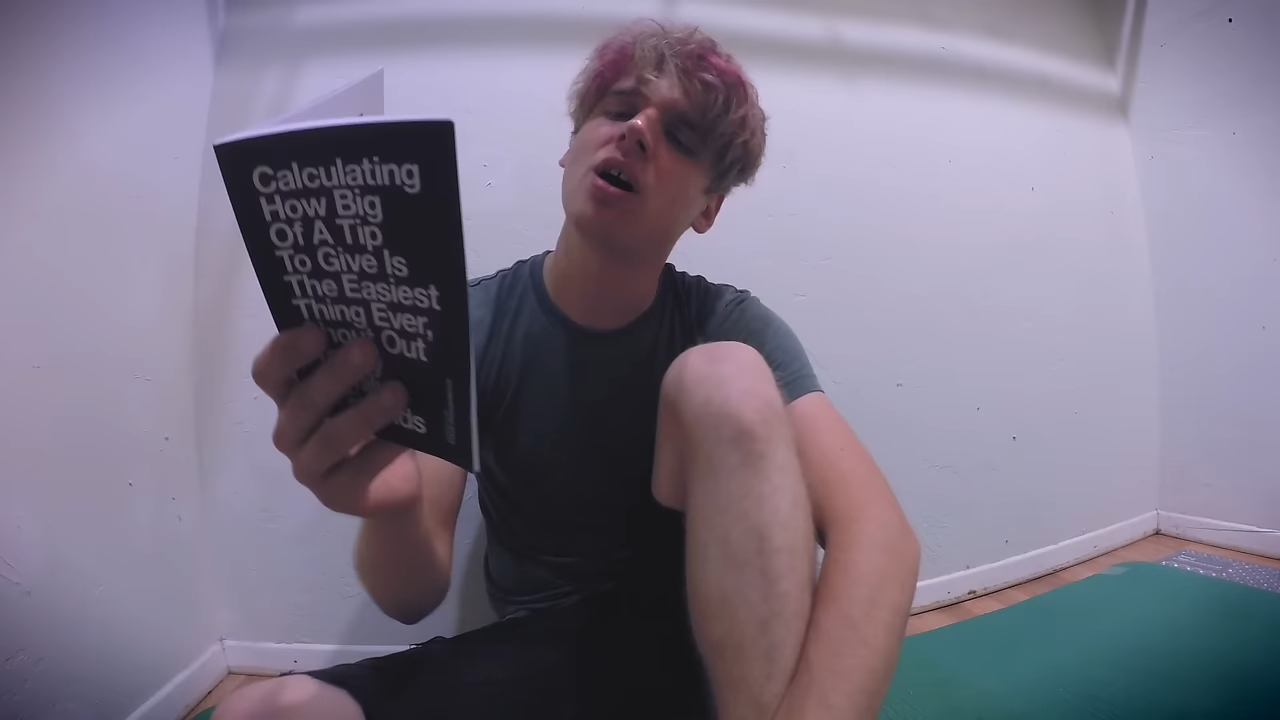 Calculating
How Big
Of A Tip
To Give Is
The Easiest
Thing Ever,
Out